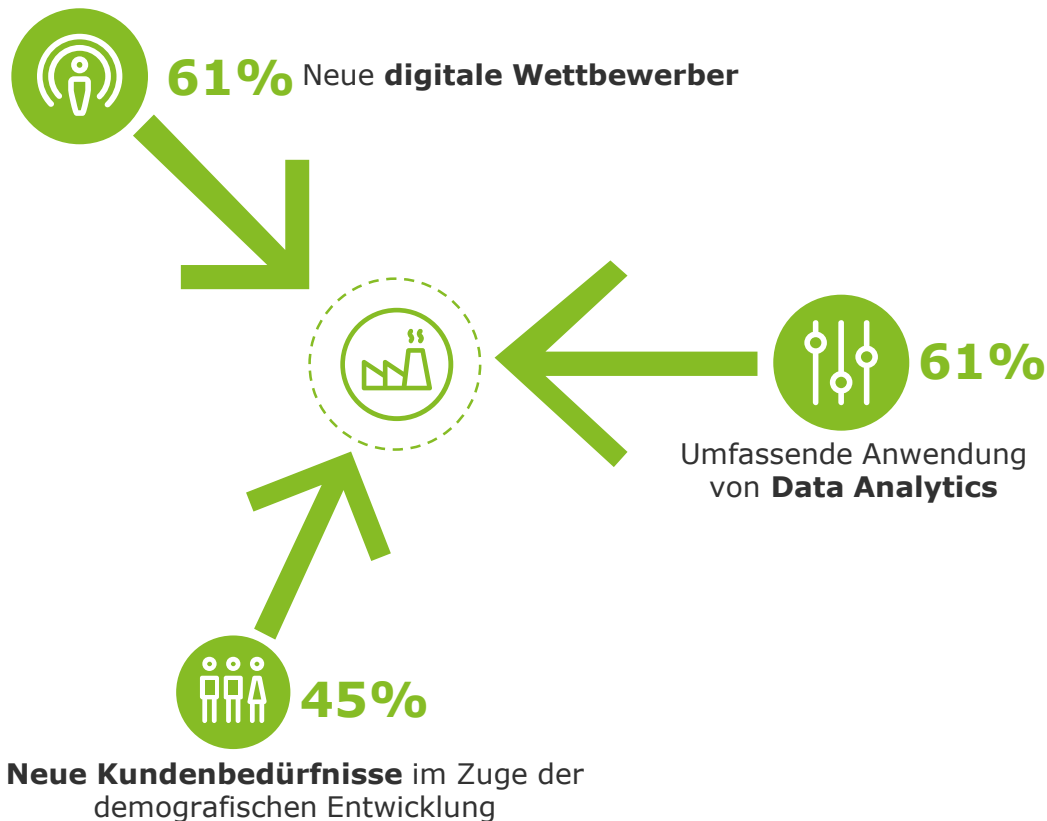 61% Neue digitale Wettbewerber
61%
Umfassende Anwendung
von Data Analytics
45%
Neue Kundenbedürfnisse im Zuge der
demografischen Entwicklung